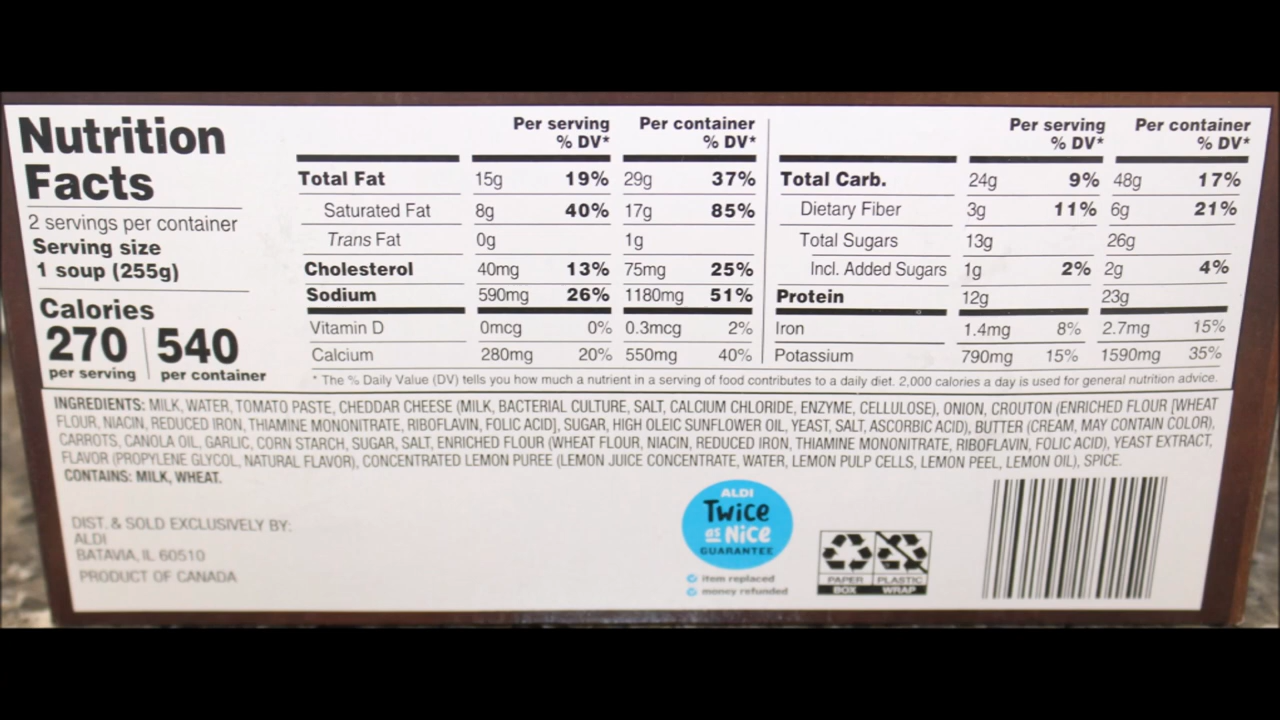 Nutrition
Facts
2 servings per container
Serving size
1 soup (255g)
Calories
270 540
per serving per container
Per serving Per container
% DV* % DV*
Total Fat 15g 19% 29g 37%
Saturated Fat 8g 40% 17g 85%
Trans Fat 0g 1g
Cholesterol 40mg 13% 75mg 25%
Sodium 590mg 26% 1180mg 51%
Vitamin D 0mcg 0% 0.3mcg 2%
Calcium 280mg 20% 550mg 40%
Per serving Per container
% DV* % DV*
Total Carb. 24g 9% 48g 17%
Dietary Fiber 3g 11% 6g 21%
Total Sugars 13g 26g
Incl. Added Sugars 1g 2% 2g 4%
Protein 12g 23g
Iron 1.4mg 8% 2.7mg 15%
Potassium 790mg 15% 1590mg 35%
* The % Daily Value (DV) tells you how much a nutrient in a serving of food contributes to a daily diet. 2,000 calories a day is used for general nutrition advice.
INGREDIENTS: MILK, WATER, TOMATO PASTE, CHEDDAR CHEESE (MILK, BACTERIAL CULTURE, SALT, CALCIUM CHLORIDE, ENZYME, CELLULOSE), ONION, CROUTON (ENRICHED FLOUR [WHEAT
FLOUR, NIACIN, REDUCED IRON, THIAMINE MONONITRATE, RIBOFLAVIN, FOLIC ACID], SUGAR, HIGH OLEIC SUNFLOWER OIL, YEAST, SALT, ASCORBIC ACID), BUTTER (CREAM, MAY CONTAIN COLOR),
CARROTS, CANOLA OIL, GARLIC, CORN STARCH, SUGAR, SALT, ENRICHED FLOUR (WHEAT FLOUR, NIACIN, REDUCED IRON, THIAMINE MONONITRATE, RIBOFLAVIN, FOLIC ACID), YEAST EXTRACT,
FLAVOR (PROPYLENE GLYCOL, NATURAL FLAVOR), CONCENTRATED LEMON PUREE (LEMON JUICE CONCENTRATE, WATER, LEMON PULP CELLS, LEMON PEEL, LEMON OIL), SPICE.
CONTAINS: MILK, WHEAT.
DIST. & SOLD EXCLUSIVELY BY:
ALDI
BATAVIA, IL 60510
PRODUCT OF CANADA
ALDI
Twice
as Nice
GUARANTEE
item replaced
money refunded
PAPER PLASTIC
BOX WRAP